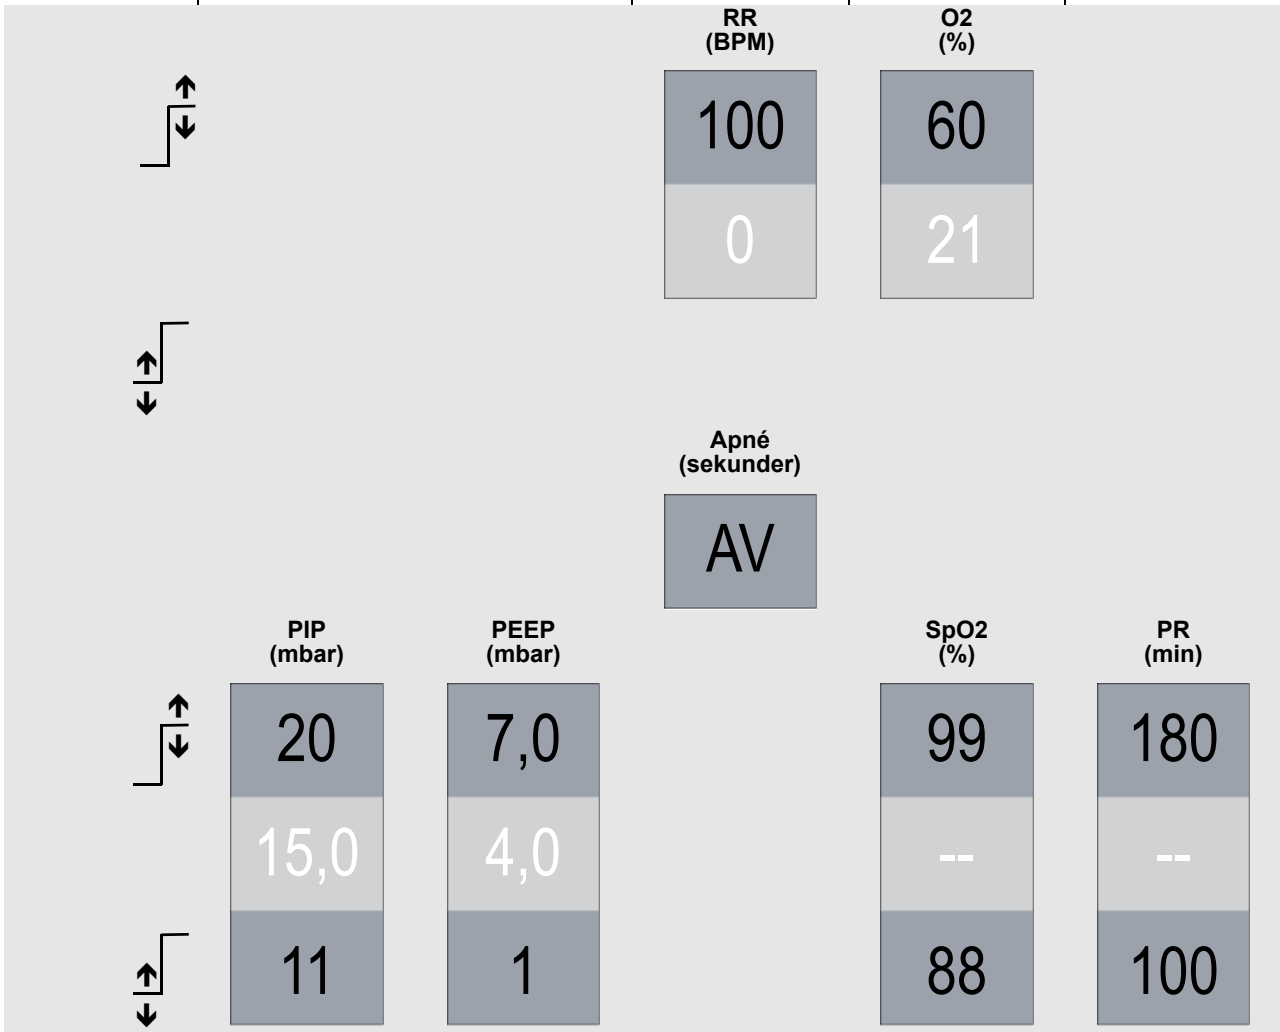 RR
(BPM)
O2
(%)
100
60
0
21
Apné
(sekunder)
AV
PIP
(mbar)
PEEP
(mbar)
SpO2
(%)
PR
(min)
20
7,0
99
180
15,0
4,0
--
--
11
1
88
100